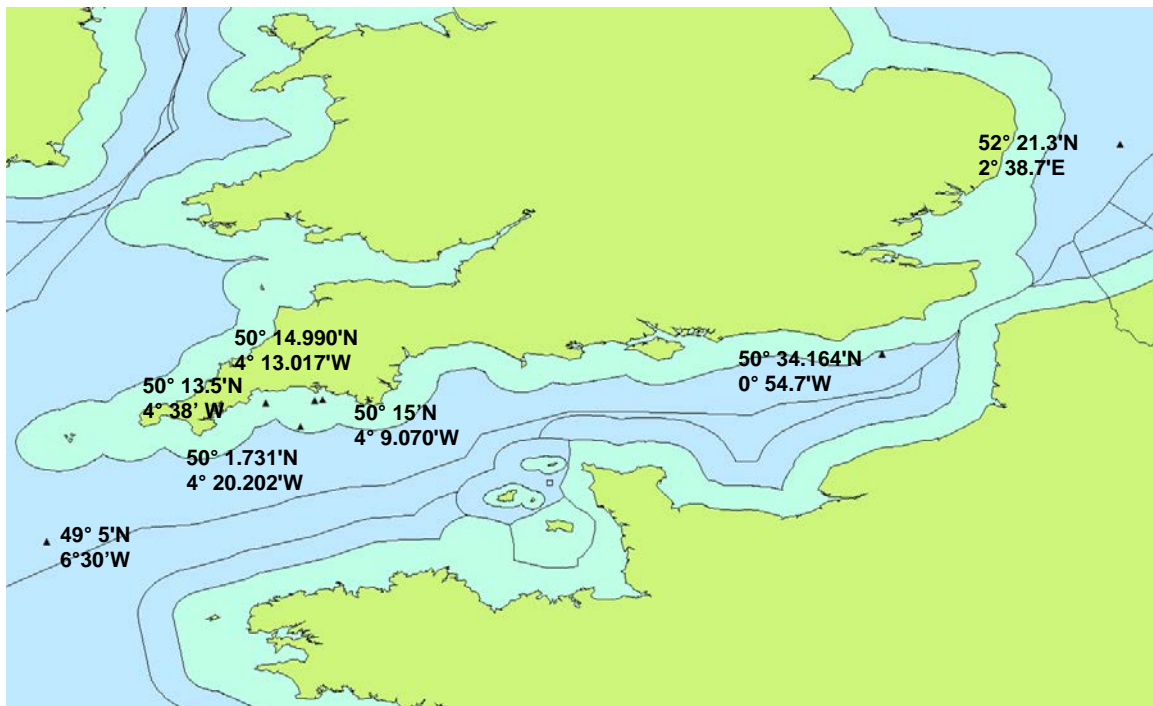 52° 21.3'N
2° 38.7'E
50° 14.990'N
4° 13.017'W
50° 34.164'N
0° 54.7'W
50° 13.5'N
4° 38’ W
50° 15’N
4° 9.070'W
50° 1.731'N
4° 20.202'W
49° 5'N
6°30’W